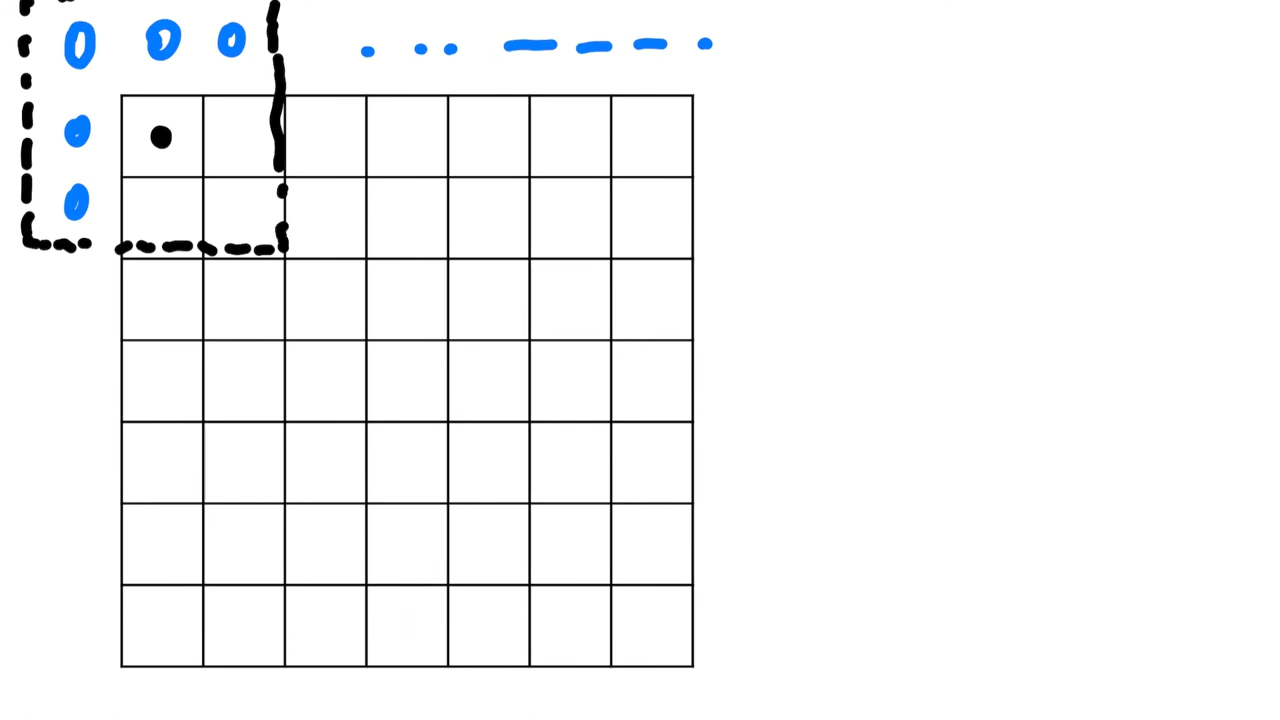 0 0 0 . . . — — — .
0
0